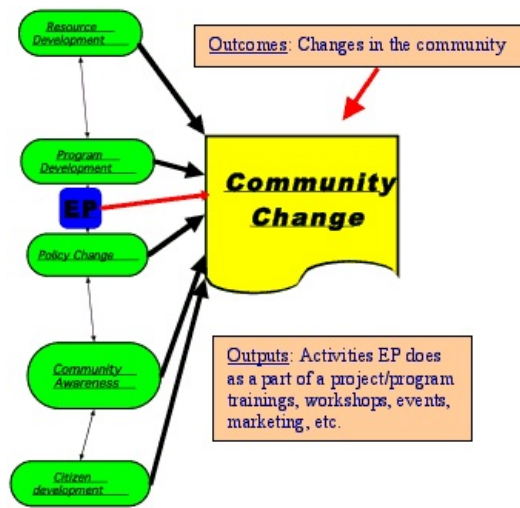 Resource
Development
Outcomes: Changes in the community
Program
Development
EP
Policy Change
Community
Change
Community
Awareness
Outputs: Activities EP does
as a part of a project/program
trainings, workshops, events,
marketing, etc.
Citizen
development